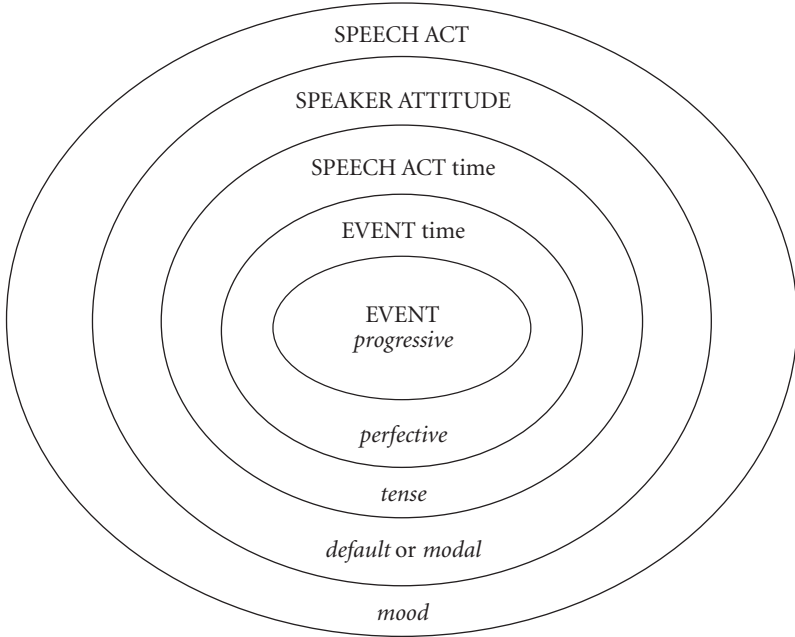 SPEECH ACT
SPEAKER ATTITUDE
SPEECH ACT time
EVENT time
EVENT
progressive
perfective
tense
default or modal
mood